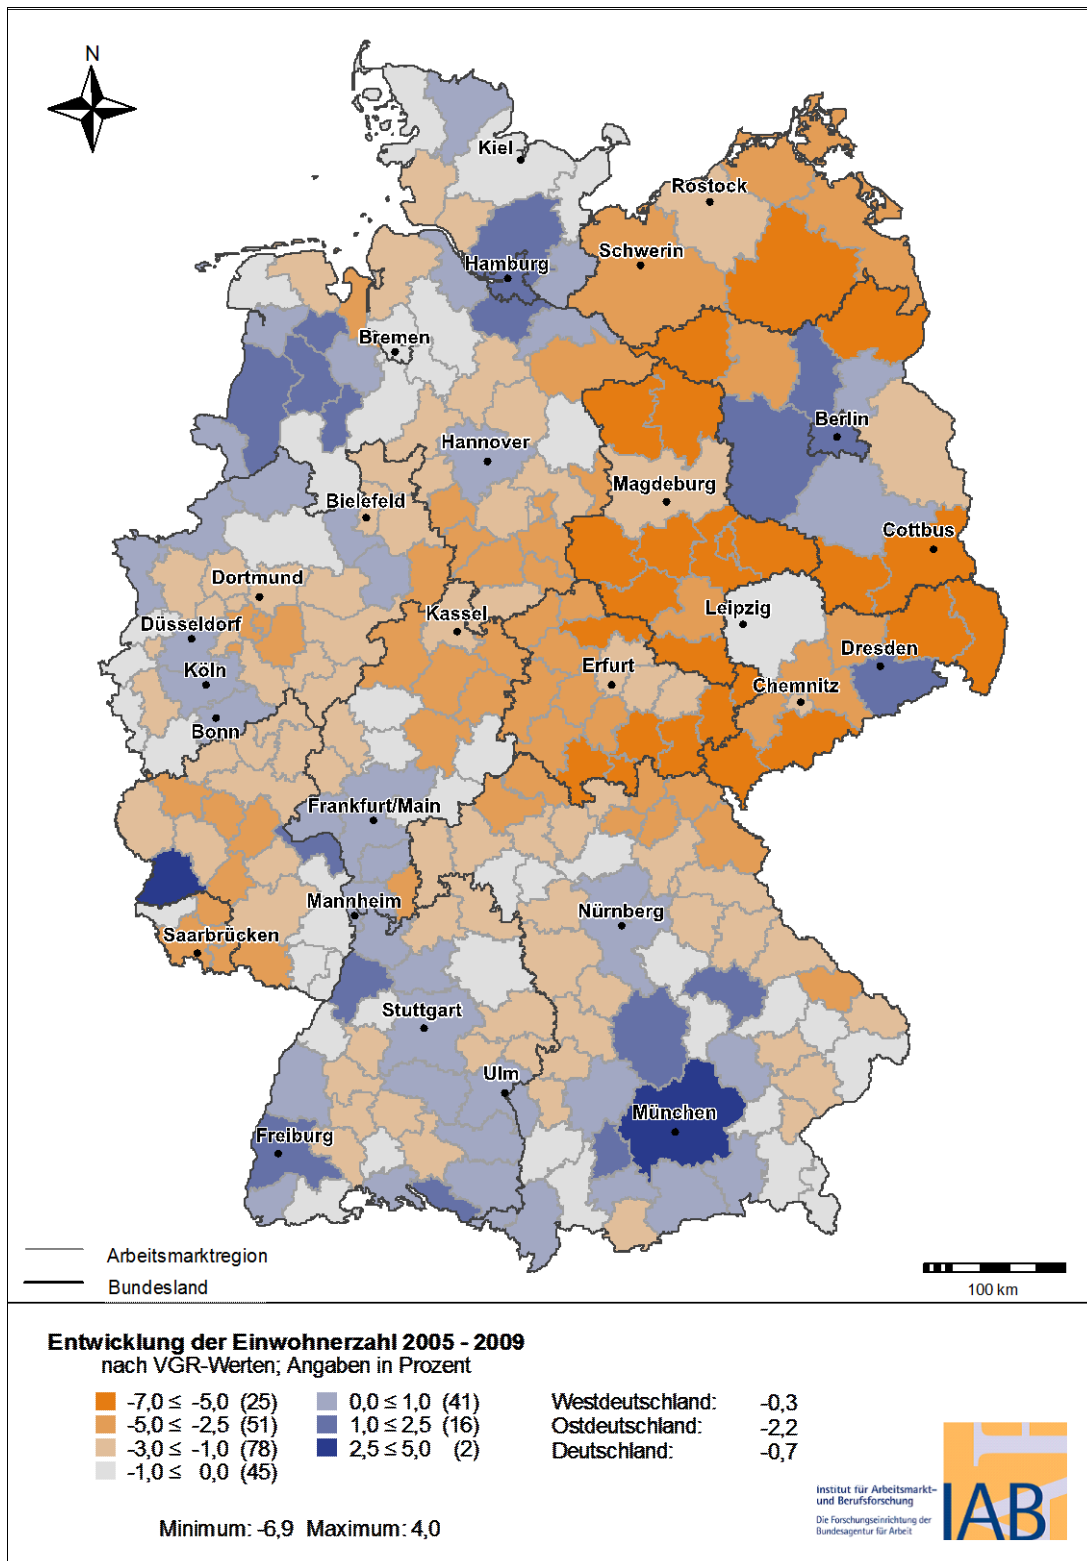 N
Kiel
Rostock
Schwerin
Hamburg
Bremen
Berlin
Hannover
Magdeburg
Bielefeld
Cottbus
Dortmund
Leipzig
Kassel
Düsseldorf
Dresden
Köln
Erfurt
Chemnitz
Bonn
Frankfurt/Main
Mannheim
Nürnberg
Saarbrücken
Stuttgart
Ulm
München
Freiburg
Arbeitsmarktregion
Bundesland
100 km
Entwicklung der Einwohnerzahl 2005 - 2009
nach VGR-Werten; Angaben in Prozent
-7,0 ≤ -5,0 (25)
-5,0 ≤ -2,5 (51)
-3,0 ≤ -1,0 (78)
-1,0 ≤ 0,0 (45)
0,0 ≤ 1,0 (41)
1,0 ≤ 2,5 (16)
2,5 ≤ 5,0 (2)
Westdeutschland: -0,3
Ostdeutschland: -2,2
Deutschland: -0,7
Minimum: -6,9 Maximum: 4,0
Institut für Arbeitsmarkt-
und Berufsforschung
Die Forschungseinrichtung der
Bundesagentur für Arbeit
IAB